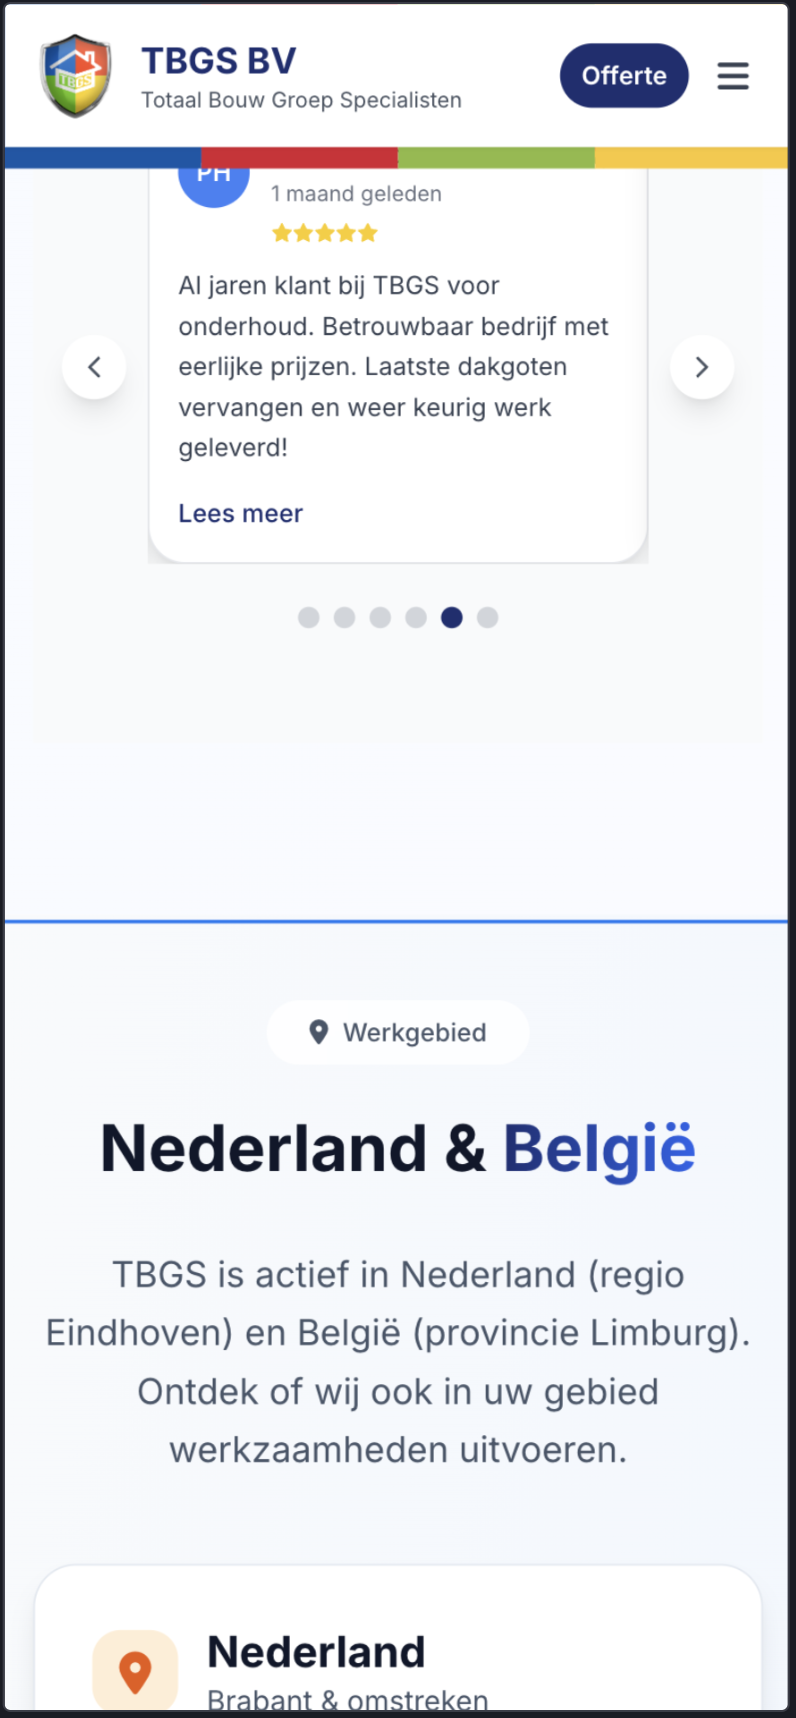 TBGS
TBGS BV
Totaal Bouw Groep Specialisten
Offerte
PH
1 maand geleden
Al jaren klant bij TBGS voor
onderhoud. Betrouwbaar bedrijf met
eerlijke prijzen. Laatste dakgoten
vervangen en weer keurig werk
geleverd!
Lees meer
Werkgebied
Nederland & België
TBGS is actief in Nederland (regio
Eindhoven) en België (provincie Limburg).
Ontdek of wij ook in uw gebied
werkzaamheden uitvoeren.
Nederland
Brabant & omstreken